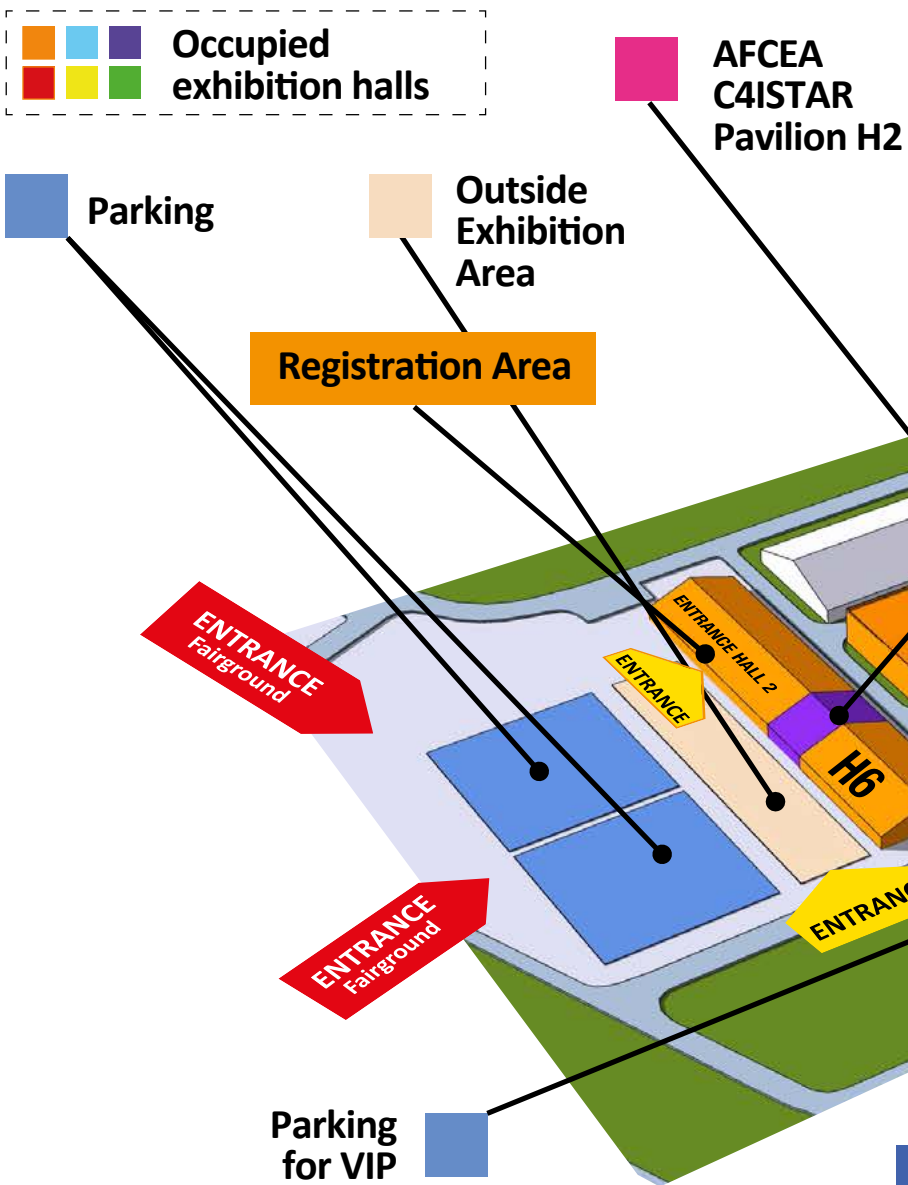 Occupied
exhibition halls
AFCEA
C4ISTAR
Pavilion H2
Parking
Outside
Exhibition
Area
Registration Area
ENTRANCE
Fairground
ENTRANCE
ENTRANCE HALL 2
H6
ENTRANCE
Fairground
Parking
for VIP